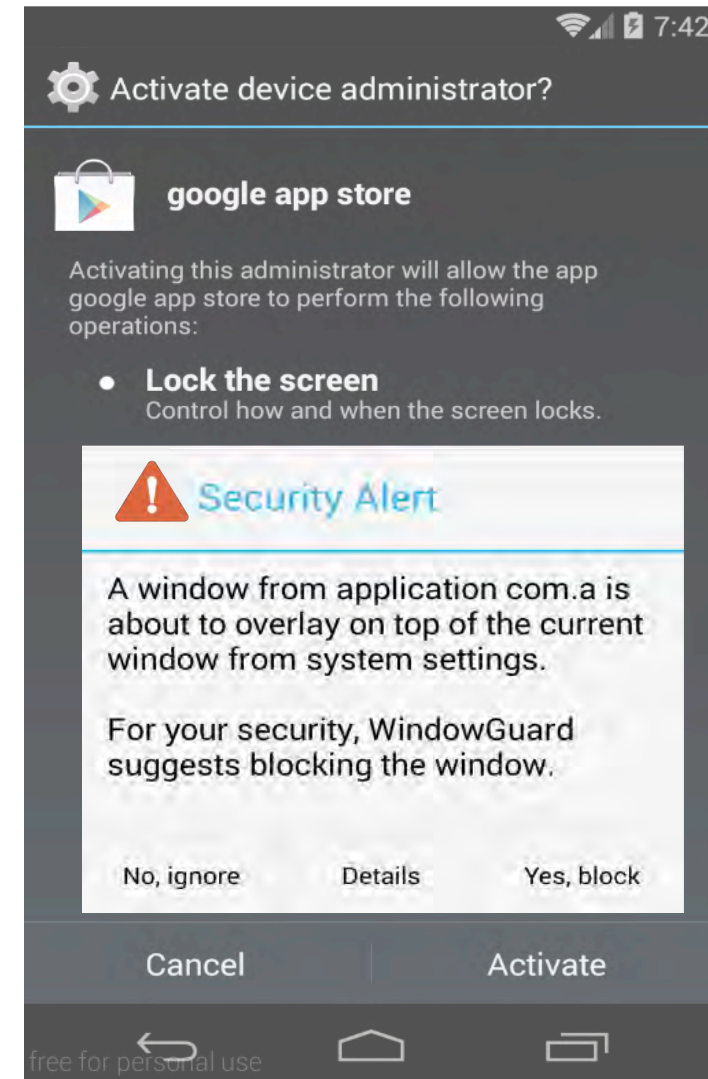 7:42
Activate device administrator?
google app store
Activating this administrator will allow the app
google app store to perform the following
operations:
● Lock the screen
Control how and when the screen locks.
Security Alert
A window from application com.a is
about to overlay on top of the current
window from system settings.
For your security, WindowGuard
suggests blocking the window.
No, ignore Details Yes, block
Cancel Activate
free for personal use